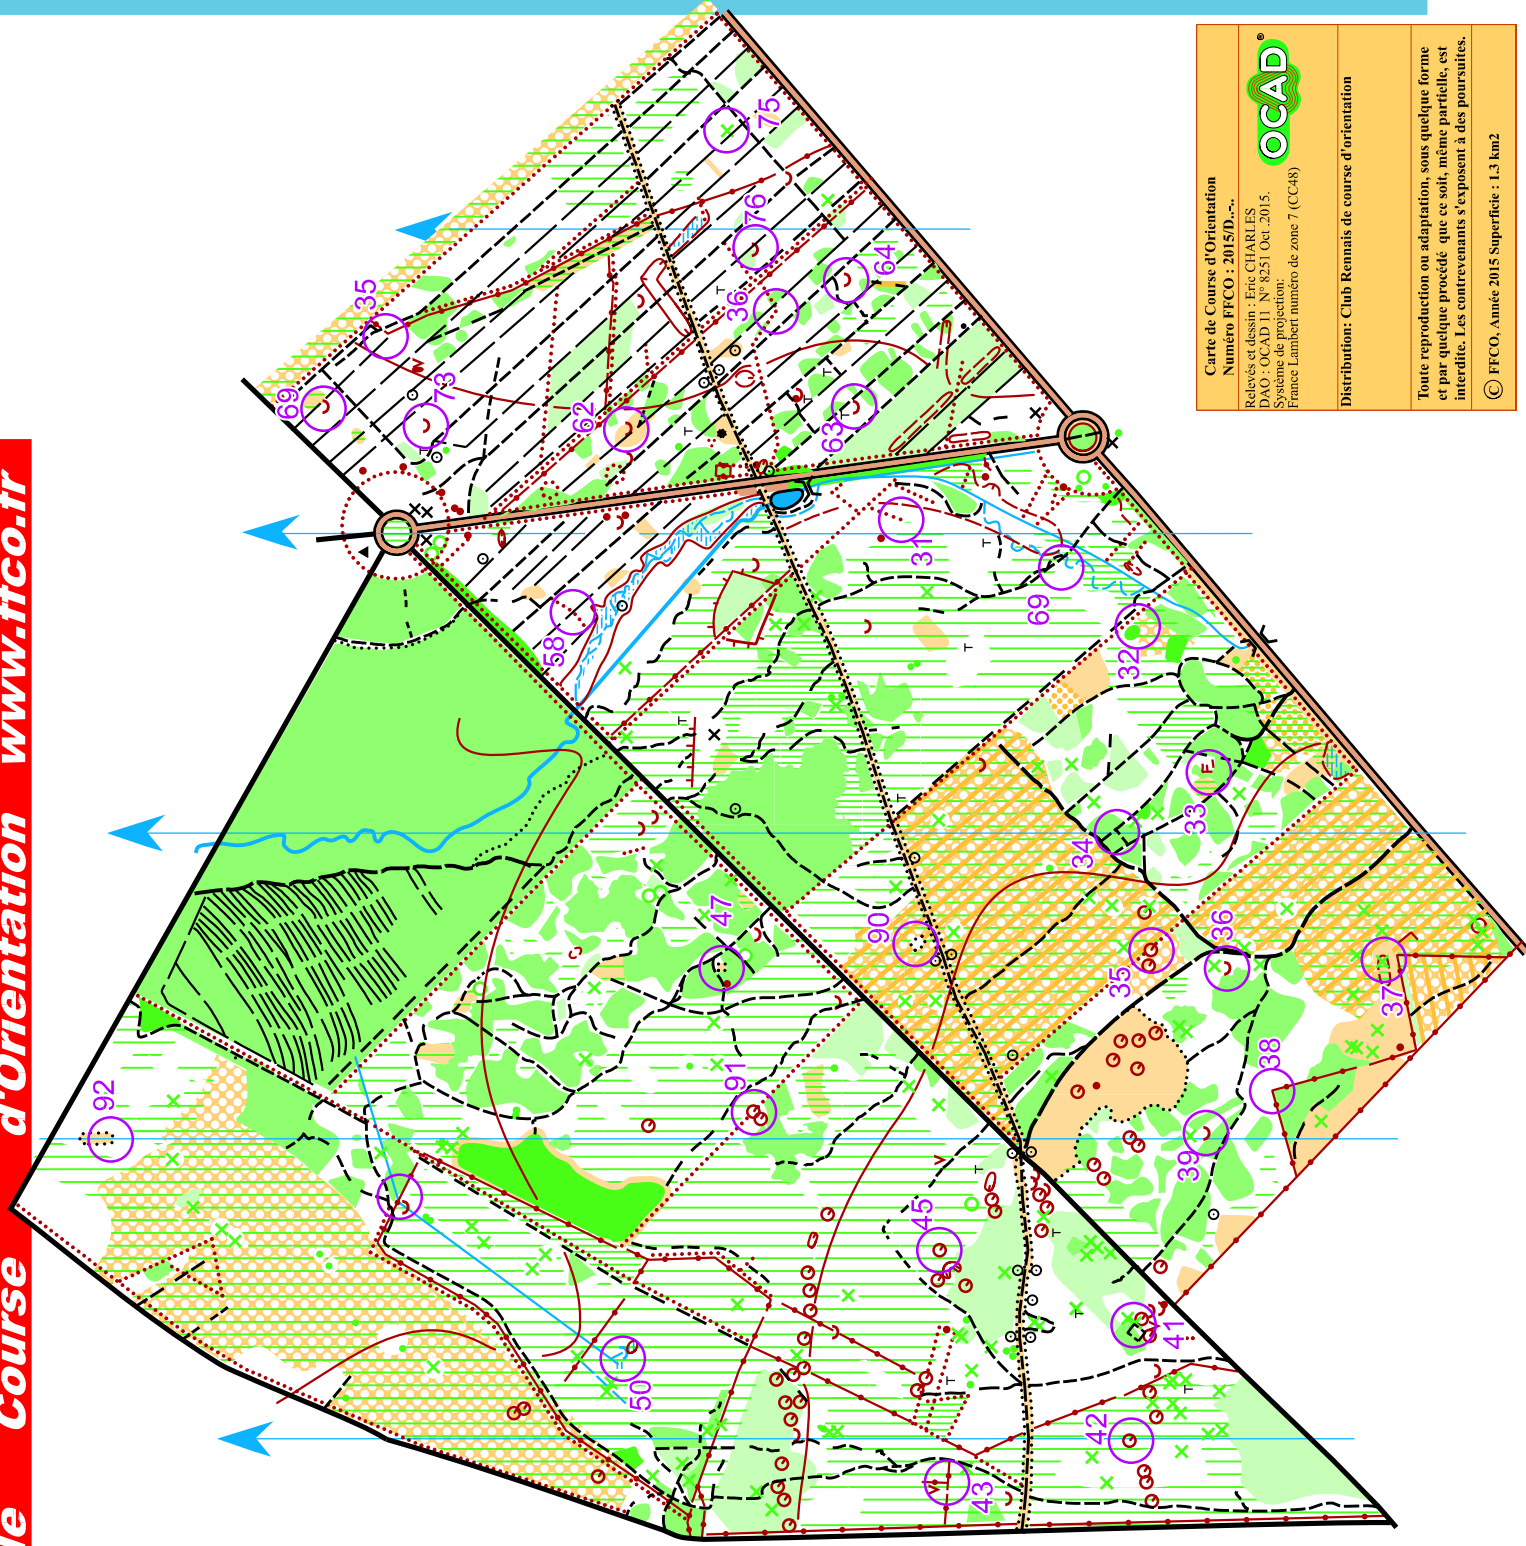 de Course d'Orientation www.ffco.fr
Carte de Course d'Orientation
Numéro FFCO : 2015/D..-..
Relevés et dessin : Eric CHARLES
DAO : OCAD 11 N° 8251 Oct .2015.
Système de projection:
France Lambert numéro de zone 7 (CC48)
OCAD®
Distribution: Club Rennais de course d'orientation
Toute reproduction ou adaptation, sous quelque forme
et par quelque procédé que ce soit, même partielle, est
interdite. Les contrevenants s'exposent à des poursuites.
© FFCO, Année 2015 Superficie : 1.3 km2
75
76
35
64
36
69
73
62
63
31
58
69
32
33
34
47
90
36
35
37
38
91
92
39
45
41
50
42
43